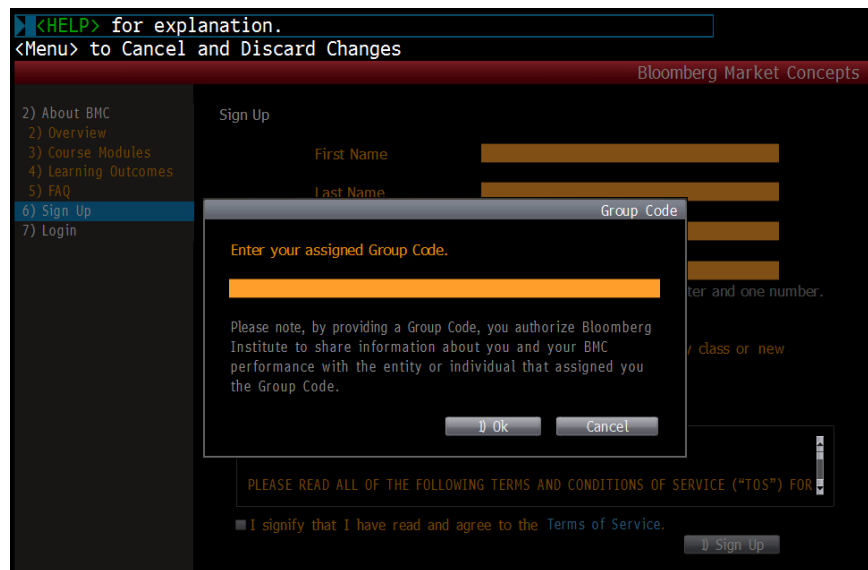 <HELP> for explanation.
<Menu> to Cancel and Discard Changes
Bloomberg Market Concepts
2) About BMC
2) Overview
3) Course Modules
4) Learning Outcomes
5) FAQ
6) Sign Up
7) Login
Sign Up
First Name
Last Name
Group Code
Enter your assigned Group Code.
ter and one number.
Please note, by providing a Group Code, you authorize Bloomberg
Institute to share information about you and your BMC
performance with the entity or individual that assigned you
the Group Code.
class or new
1) Ok
Cancel
PLEASE READ ALL OF THE FOLLOWING TERMS AND CONDITIONS OF SERVICE (“TOS”) FOR
I signify that I have read and agree to the Terms of Service.
1) Sign Up